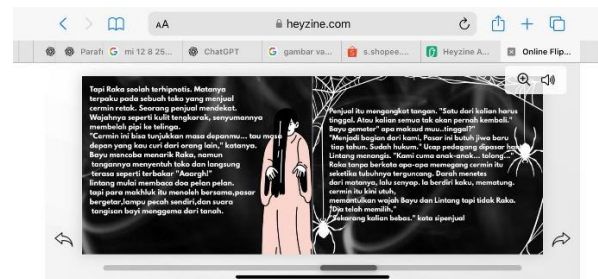 AA
heyzine.com
Parafi
mi 12 8 25...
ChatGPT
gambar va...
s.shopee....
Heyzine A...
Online Flip...
Tapi Raka seolah terhipnotis. Matanya
terpaku pada sebuah toko yang menjual
cermin retak. Seorang penjual mendekat.
Wajahnya seperti kulit tengkorak, senyumannya
membelah pipi ke telinga.
"Cermin ini bisa tunjukkan masa depanmu... tau masa
depan yang kau curi dari orang lain," katanya.
Bayu mencoba menarik Raka, namun
tangannya menyentuh toka dan langsung
terasa seperti terbakar "Aaargh!
lintang mulai membaca doa pelan pelan.
tapi para makhluk itu menoleh bersama,pasar
bergetar,lampu pecah sendiri,dan suara
tangisan bayi menggema dari tanah.
Penjual itu mengangkat tangan. "Satu dari kalian harus
tinggal. Atau kalian semua tak akan pernah kembali."
Bayu gemeter" apa maksud muu..tinggal?"
"Menjadi bagian dari kami. Pasar ini butuh jiwa baru
tiap tahun. Sudah hukum." Ucap pedagang dipasar
Lintang menangis. "Kami cuma anak-anak... tolong..."
Raka tanpa berkata apa-apa memegang cermin itu
seketika tubuhnya terguncang. Darah menetes
dari matanya, lalu senyap. Ia berdiri kaku, mematung.
cermin itu kini utuh,
memantulkan wajah Bayu dan Lintang tapi tidak Raka.
"Dia telah memilih,"
"Sekarang kalian bebas." kata sipenjual